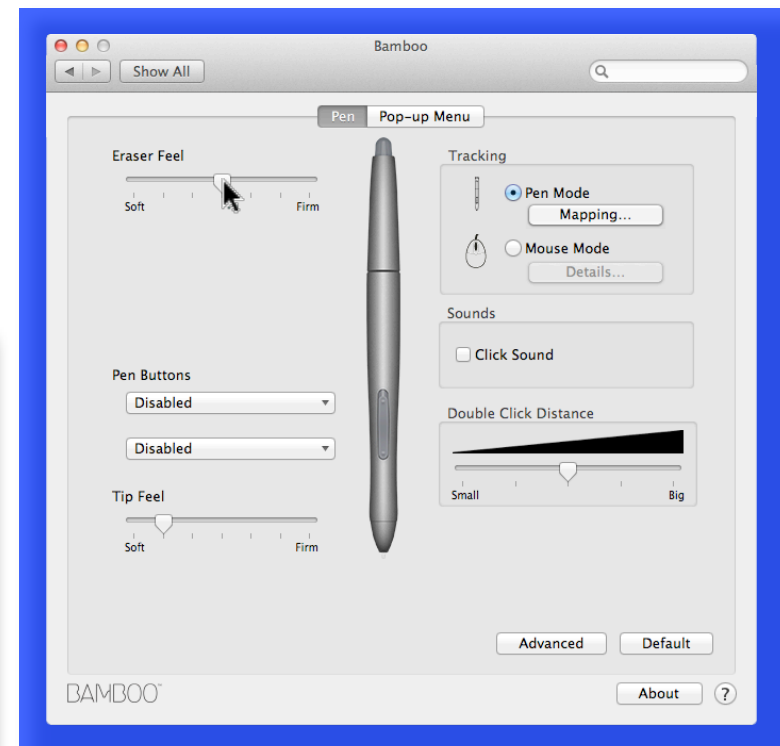 Bamboo
Show All
Pen Pop-up Menu
Eraser Feel
Soft Firm
Tracking
Pen Mode
Mapping...
Mouse Mode
Details...
Sounds
Click Sound
Pen Buttons
Disabled
Disabled
Double Click Distance
Small Big
Tip Feel
Soft Firm
Advanced Default
BAMBOO™
About ?